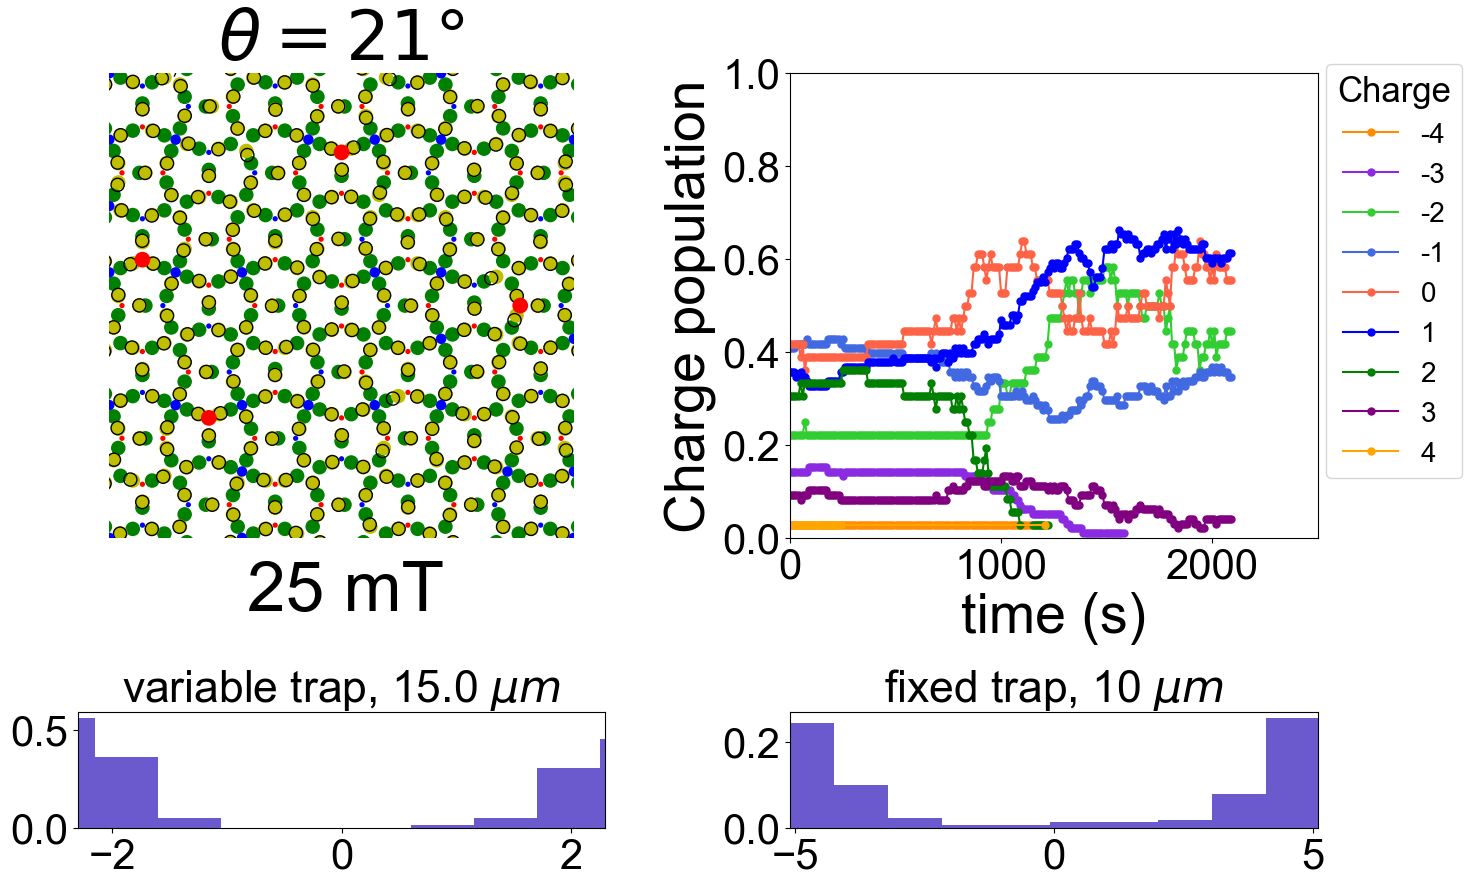 θ = 21°
25 mT
Charge population
1.0
0.8
0.6
0.4
0.2
0.0
0 1000 2000
time (s)
Charge
-4
-3
-2
-1
0
1
2
3
4
variable trap, 15.0 μm
0.5
0.0
−2 0 2
fixed trap, 10 μm
0.2
0.0
−5 0 5